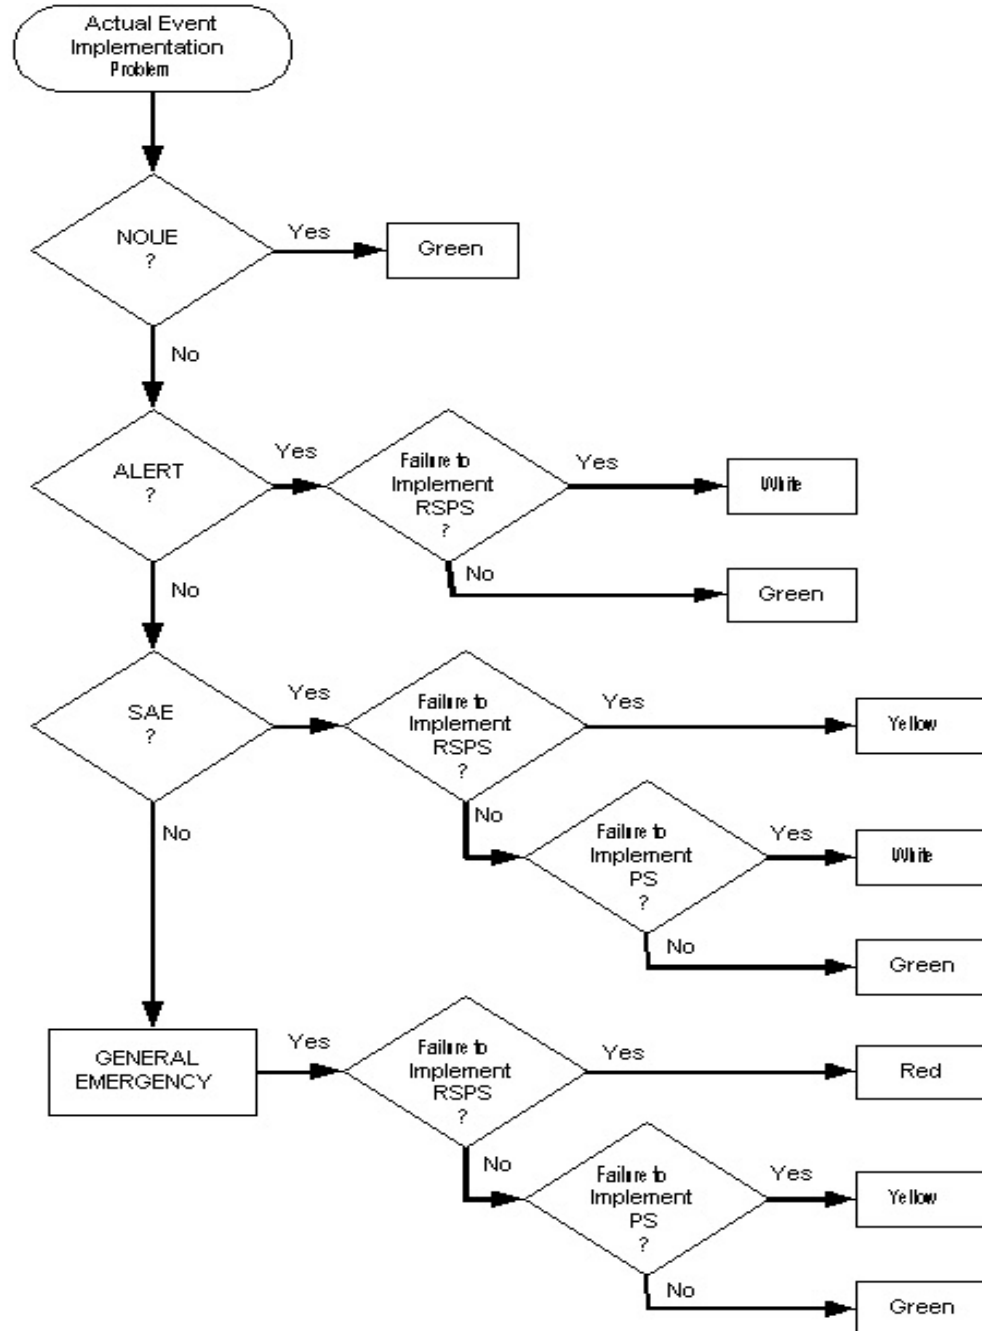 Actual Event
Implementation
Problem
NOUE
?
Yes
Green
No
ALERT
?
Yes
Failure to
Implement
RSPS
?
Yes
White
No
Green
No
SAE
?
Yes
Failure to
Implement
RSPS
?
Yes
Yellow
No
Failure to
Implement
PS
?
Yes
White
No
Green
No
GENERAL
EMERGENCY
Yes
Failure to
Implement
RSPS
?
Yes
Red
No
Failure to
Implement
PS
?
Yes
Yellow
No
Green